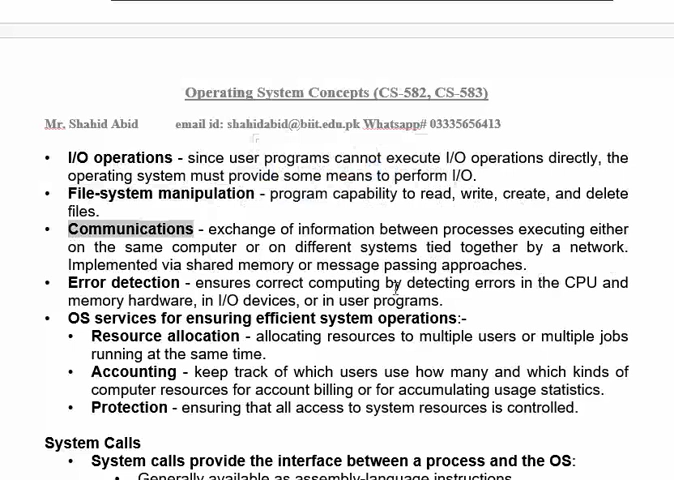 Operating System Concepts (CS-582, CS-583)
Mr. Shahid Abid email id: shahidabid@biit.edu.pk Whatsapp# 03335656413
• I/O operations - since user programs cannot execute I/O operations directly, the
operating system must provide some means to perform I/O.
• File-system manipulation - program capability to read, write, create, and delete
files.
• Communications - exchange of information between processes executing either
on the same computer or on different systems tied together by a network.
Implemented via shared memory or message passing approaches.
• Error detection - ensures correct computing by detecting errors in the CPU and
memory hardware, in I/O devices, or in user programs.
• OS services for ensuring efficient system operations:-
• Resource allocation - allocating resources to multiple users or multiple jobs
running at the same time.
• Accounting - keep track of which users use how many and which kinds of
computer resources for account billing or for accumulating usage statistics.
• Protection - ensuring that all access to system resources is controlled.
System Calls
• System calls provide the interface between a process and the OS:
• Generally available as assembly-language instructions